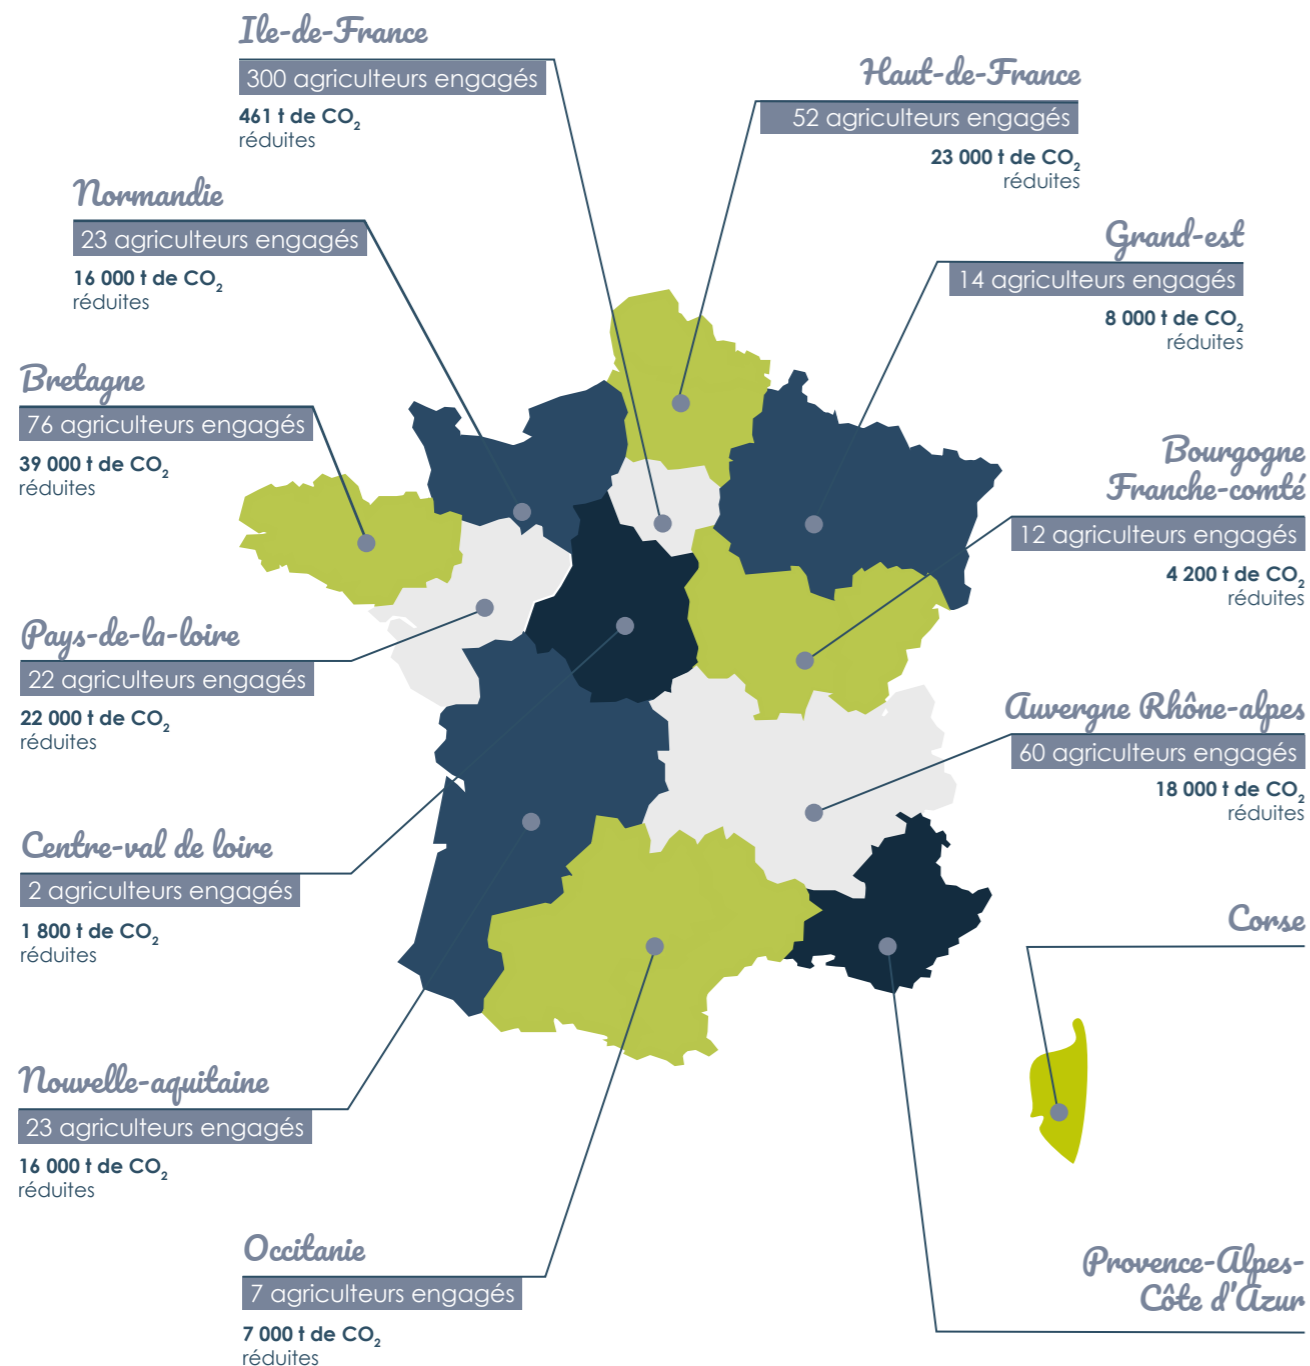 Ile-de-France
300 agriculteurs engagés
461 t de CO₂
réduites
Haut-de-France
52 agriculteurs engagés
23 000 t de CO₂
réduites
Normandie
23 agriculteurs engagés
16 000 t de CO₂
réduites
Grand-est
14 agriculteurs engagés
8 000 t de CO₂
réduites
Bretagne
76 agriculteurs engagés
39 000 t de CO₂
réduites
Bourgogne
Franche-comté
12 agriculteurs engagés
4 200 t de CO₂
réduites
Pays-de-la-loire
22 agriculteurs engagés
22 000 t de CO₂
réduites
Auvergne Rhône-alpes
60 agriculteurs engagés
18 000 t de CO₂
réduites
Centre-val de loire
2 agriculteurs engagés
1 800 t de CO₂
réduites
Corse
Nouvelle-aquitaine
23 agriculteurs engagés
16 000 t de CO₂
réduites
Occitanie
7 agriculteurs engagés
7 000 t de CO₂
réduites
Provence-Alpes-
Côte d'Azur